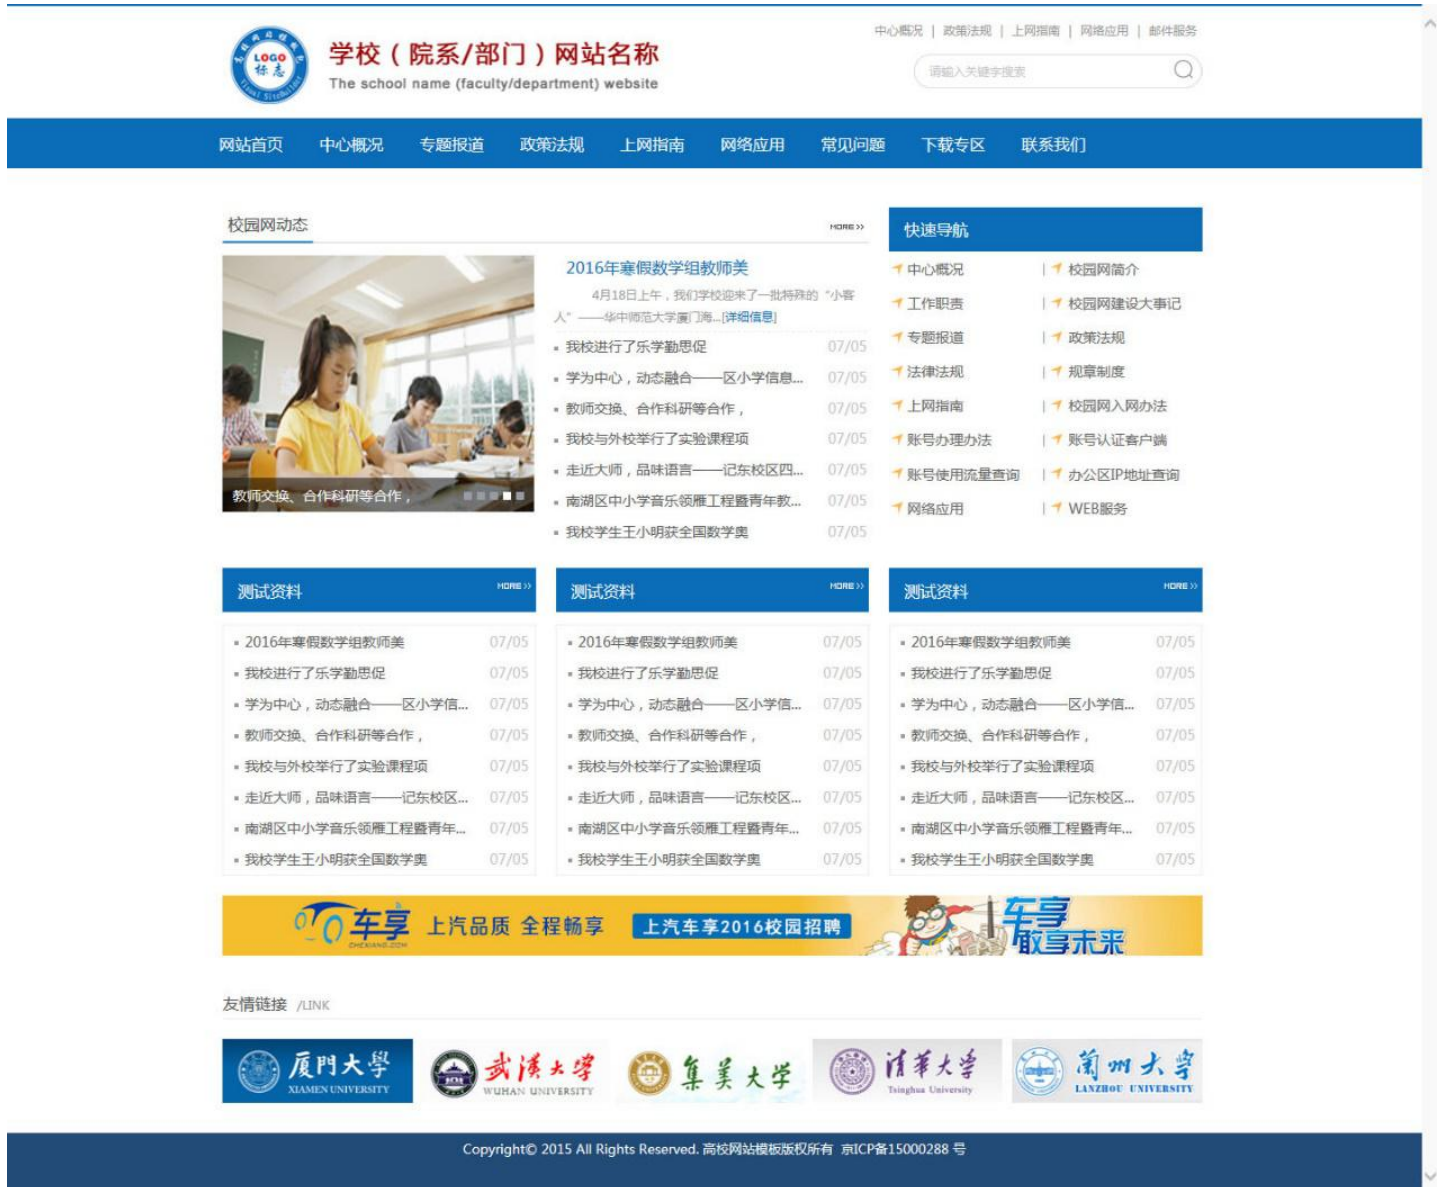 中心概况 | 政策法规 | 上网指南 | 网络应用 | 邮件服务
LOGO
标志
学校（院系/部门）网站名称
The school name (faculty/department) website
请输入关键字搜索
网站首页 中心概况 专题报道 政策法规 上网指南 网络应用 常见问题 下载专区 联系我们
校园网动态 MORE >>
2016年寒假数学组教师美
4月18日上午，我们学校迎来了一批特殊的“小客
人”——华中师范大学厦门海...[详细信息]
我校进行了乐学勤思促 07/05
学为中心，动态融合——区小学信息... 07/05
教师交换、合作科研等合作， 07/05
我校与外校举行了实验课程项 07/05
走近大师，品味语言——记东校区四... 07/05
南湖区中小学音乐领雁工程暨青年教... 07/05
我校学生王小明获全国数学奥 07/05
教师交换、合作科研等合作，
快速导航
中心概况 | 校园网简介
工作职责 | 校园网建设大事记
专题报道 | 政策法规
法律法规 | 规章制度
上网指南 | 校园网入网办法
账号办理办法 | 账号认证客户端
账号使用流量查询 | 办公区IP地址查询
网络应用 | WEB服务
测试资料 MORE >>
2016年寒假数学组教师美 07/05
我校进行了乐学勤思促 07/05
学为中心，动态融合——区小学信... 07/05
教师交换、合作科研等合作， 07/05
我校与外校举行了实验课程项 07/05
走近大师，品味语言——记东校区... 07/05
南湖区中小学音乐领雁工程暨青年... 07/05
我校学生王小明获全国数学奥 07/05
测试资料 MORE >>
2016年寒假数学组教师美 07/05
我校进行了乐学勤思促 07/05
学为中心，动态融合——区小学信... 07/05
教师交换、合作科研等合作， 07/05
我校与外校举行了实验课程项 07/05
走近大师，品味语言——记东校区... 07/05
南湖区中小学音乐领雁工程暨青年... 07/05
我校学生王小明获全国数学奥 07/05
测试资料 MORE >>
2016年寒假数学组教师美 07/05
我校进行了乐学勤思促 07/05
学为中心，动态融合——区小学信... 07/05
教师交换、合作科研等合作， 07/05
我校与外校举行了实验课程项 07/05
走近大师，品味语言——记东校区... 07/05
南湖区中小学音乐领雁工程暨青年... 07/05
我校学生王小明获全国数学奥 07/05
车享 上汽品质 全程畅享 上汽车享2016校园招聘 车享
CHEXIANG.COM 敢享未来
友情链接 /LINK
厦門大學
XIAMEN UNIVERSITY
武漢大学
WUHAN UNIVERSITY
集美大学
清華大学
Tsinghua University
蘭州大学
LANZHOU UNIVERSITY
Copyright© 2015 All Rights Reserved. 高校网站模板版权所有 京ICP备15000288 号